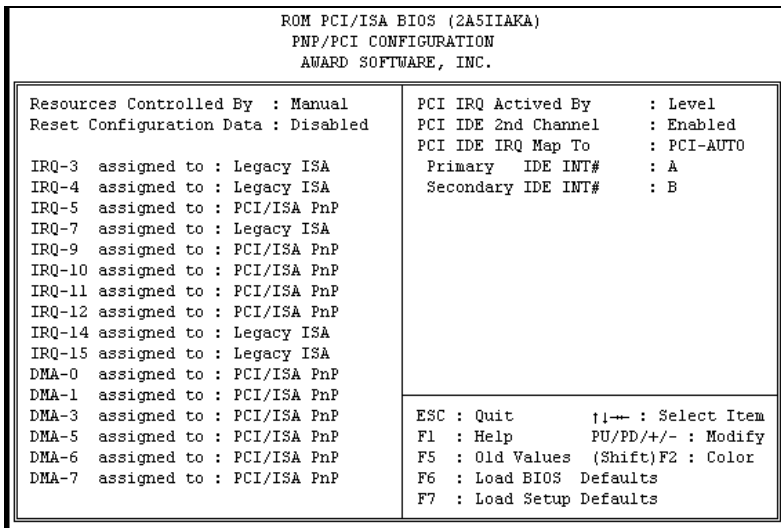 ROM PCI/ISA BIOS (2A5IIAKA)
PNP/PCI CONFIGURATION
AWARD SOFTWARE, INC.
Resources Controlled By : Manual
Reset Configuration Data : Disabled
IRQ-3 assigned to : Legacy ISA
IRQ-4 assigned to : Legacy ISA
IRQ-5 assigned to : PCI/ISA PnP
IRQ-7 assigned to : Legacy ISA
IRQ-9 assigned to : PCI/ISA PnP
IRQ-10 assigned to : PCI/ISA PnP
IRQ-11 assigned to : PCI/ISA PnP
IRQ-12 assigned to : PCI/ISA PnP
IRQ-14 assigned to : Legacy ISA
IRQ-15 assigned to : Legacy ISA
DMA-0 assigned to : PCI/ISA PnP
DMA-1 assigned to : PCI/ISA PnP
DMA-3 assigned to : PCI/ISA PnP
DMA-5 assigned to : PCI/ISA PnP
DMA-6 assigned to : PCI/ISA PnP
DMA-7 assigned to : PCI/ISA PnP
PCI IRQ Actived By : Level
PCI IDE 2nd Channel : Enabled
PCI IDE IRQ Map To : PCI-AUTO
Primary IDE INT# : A
Secondary IDE INT# : B
ESC : Quit ↑↓→← : Select Item
F1 : Help PU/PD/+/- : Modify
F5 : Old Values (Shift)F2 : Color
F6 : Load BIOS Defaults
F7 : Load Setup Defaults